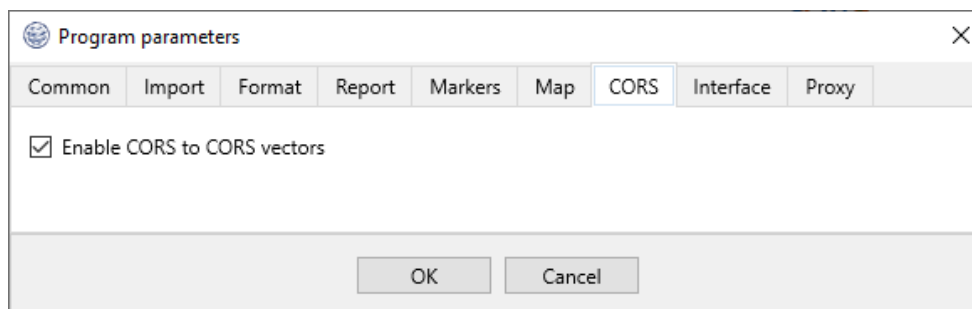 Program parameters
Common Import Format Report Markers Map CORS Interface Proxy
Enable CORS to CORS vectors
OK Cancel